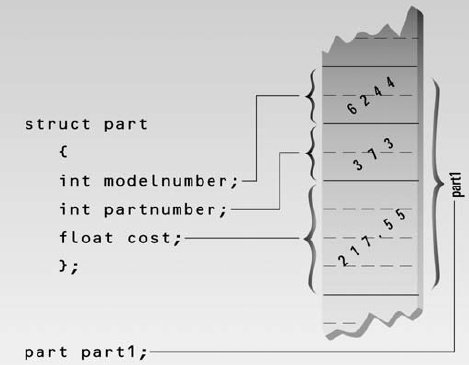 struct part
{
int modelnumber;
int partnumber;
float cost;
};
part part1;
6244
373
217.55
part1